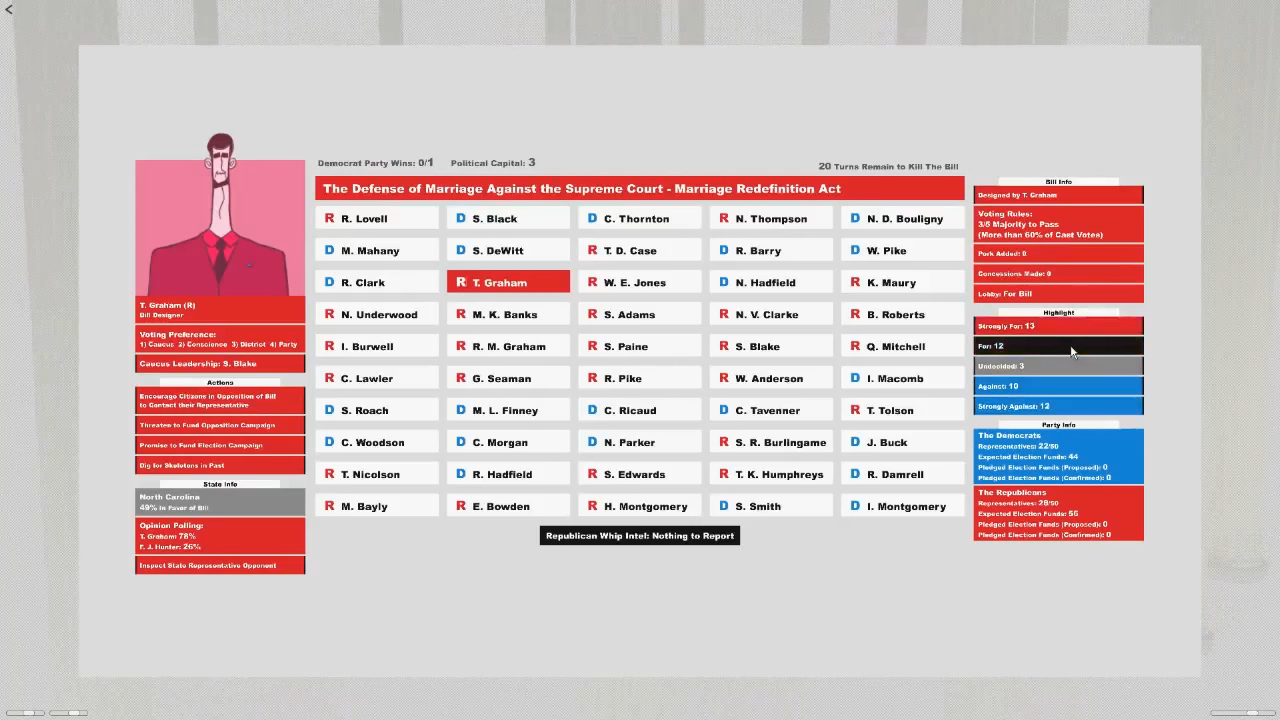 Democrat Party Wins: 0/1 Political Capital: 3 20 Turns Remain to Kill The Bill
The Defense of Marriage Against the Supreme Court - Marriage Redefinition Act
R R. Lovell D S. Black D C. Thornton R N. Thompson D N. D. Bouligny
D M. Mahany D S. DeWitt R T. D. Case D R. Barry D W. Pike
D R. Clark R T. Graham R W. E. Jones D N. Hadfield R K. Maury
R N. Underwood R M. K. Banks R S. Adams R N. V. Clarke R B. Roberts
R I. Burwell R R. M. Graham R S. Paine R S. Blake R Q. Mitchell
R C. Lawler R G. Seaman R R. Pike R W. Anderson D I. Macomb
D S. Roach D M. L. Finney D C. Ricaud D C. Tavenner R T. Tolson
D C. Woodson D C. Morgan D N. Parker R S. R. Burlingame D J. Buck
R T. Nicolson D R. Hadfield R S. Edwards R T. K. Humphreys D R. Damrell
R M. Bayly R E. Bowden R H. Montgomery D S. Smith D I. Montgomery
Republican Whip Intel: Nothing to Report
T. Graham (R)
Bill Designer
Voting Preference:
1) Caucus 2) Conscience 3) District 4) Party
Caucus Leadership: S. Blake
Actions
Encourage Citizens in Opposition of Bill
to Contact their Representative
Threaten to Fund Opposition Campaign
Promise to Fund Election Campaign
Dig for Skeletons in Past
State Info
North Carolina
49% in Favor of Bill
Opinion Polling:
T. Graham: 78%
F. J. Hunter: 26%
Inspect State Representative Opponent
Bill Info
Designed by T. Graham
Voting Rules:
3/5 Majority to Pass
(More than 60% of Cast Votes)
Pork Added: 0
Concessions Made: 0
Lobby: For Bill
Highlight
Strongly For: 13
For: 12
Undecided: 3
Against: 10
Strongly Against: 12
Party Info
The Democrats
Representatives: 22/50
Expected Election Funds: 44
Pledged Election Funds (Proposed): 0
Pledged Election Funds (Confirmed): 0
The Republicans
Representatives: 28/50
Expected Election Funds: 56
Pledged Election Funds (Proposed): 0
Pledged Election Funds (Confirmed): 0